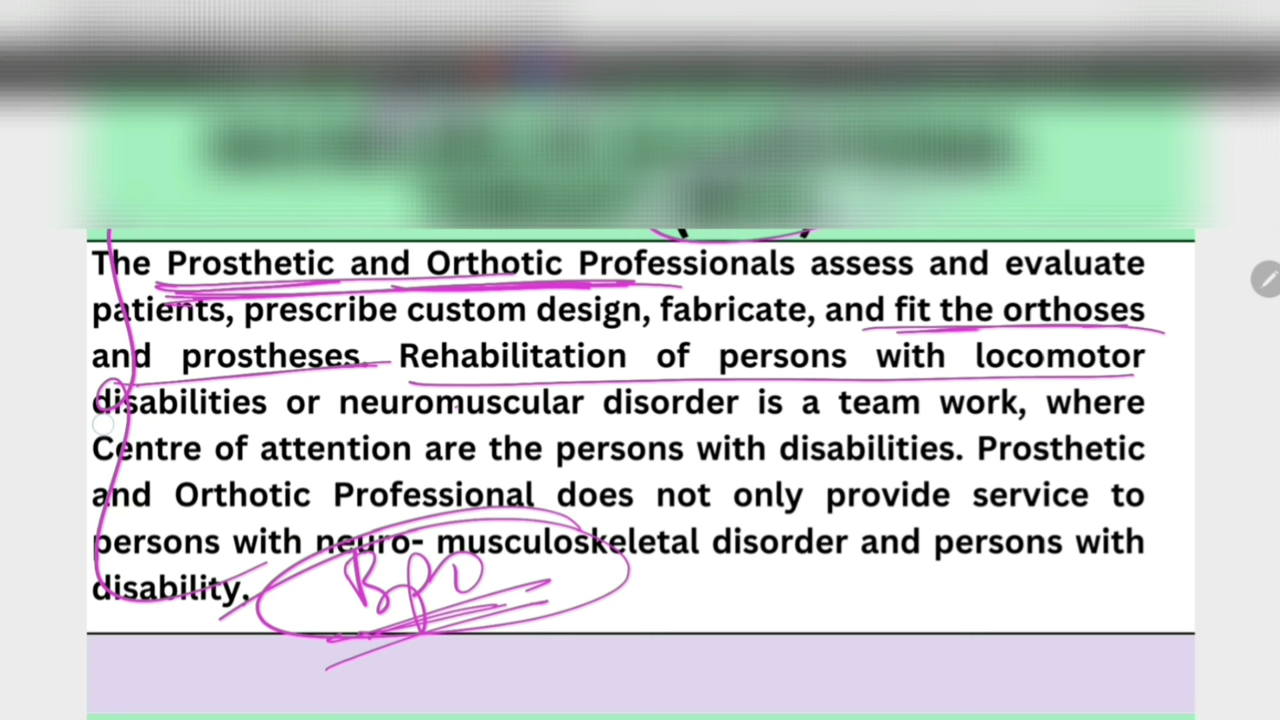 The Prosthetic and Orthotic Professionals assess and evaluate
patients, prescribe custom design, fabricate, and fit the orthoses
and prostheses. Rehabilitation of persons with locomotor
disabilities or neuromuscular disorder is a team work, where
Centre of attention are the persons with disabilities. Prosthetic
and Orthotic Professional does not only provide service to
persons with neuro- musculoskeletal disorder and persons with
disability.
BPO